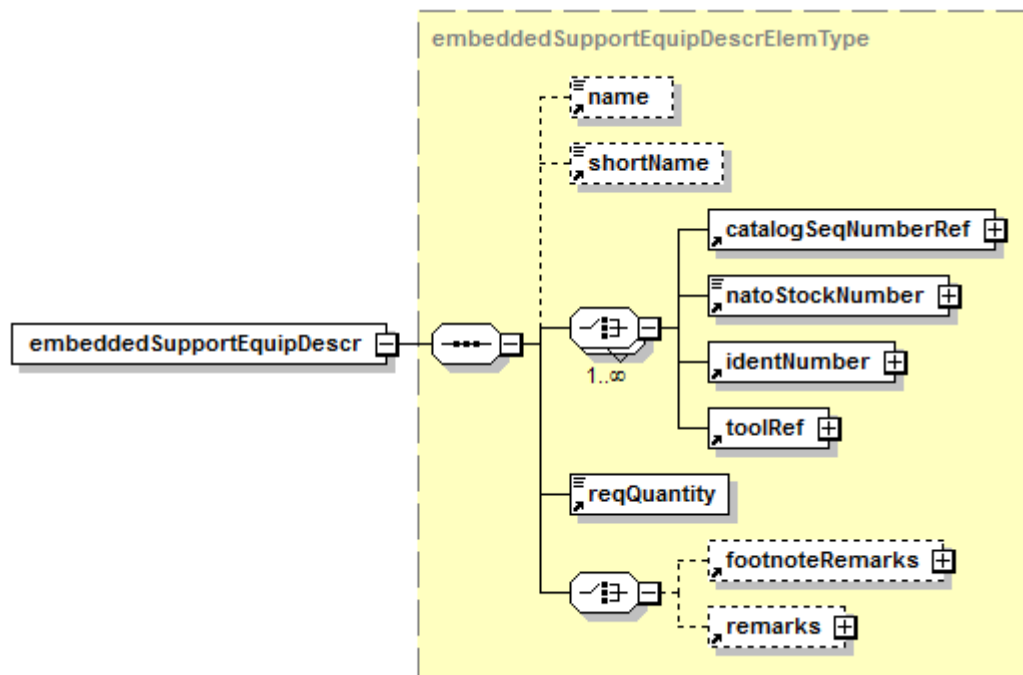 embeddedSupportEquipDescrElemType
name
shortName
catalogSeqNumberRef
natoStockNumber
embeddedSupportEquipDescr
1..∞
identNumber
toolRef
reqQuantity
footnoteRemarks
remarks